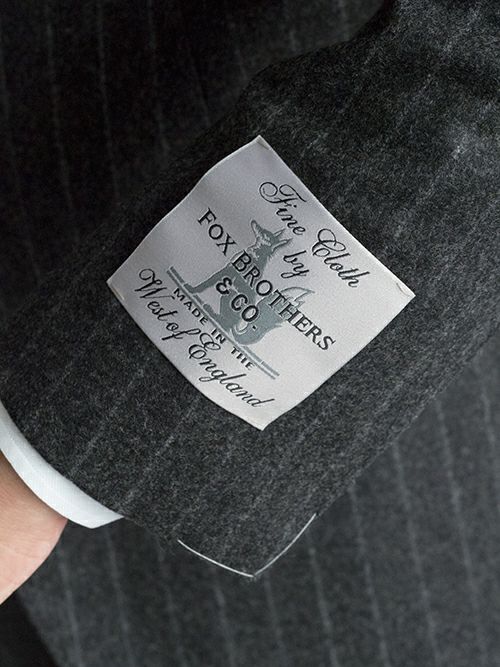 Fine Cloth
by
FOX BROTHERS
& CO.
MADE IN THE
West of England